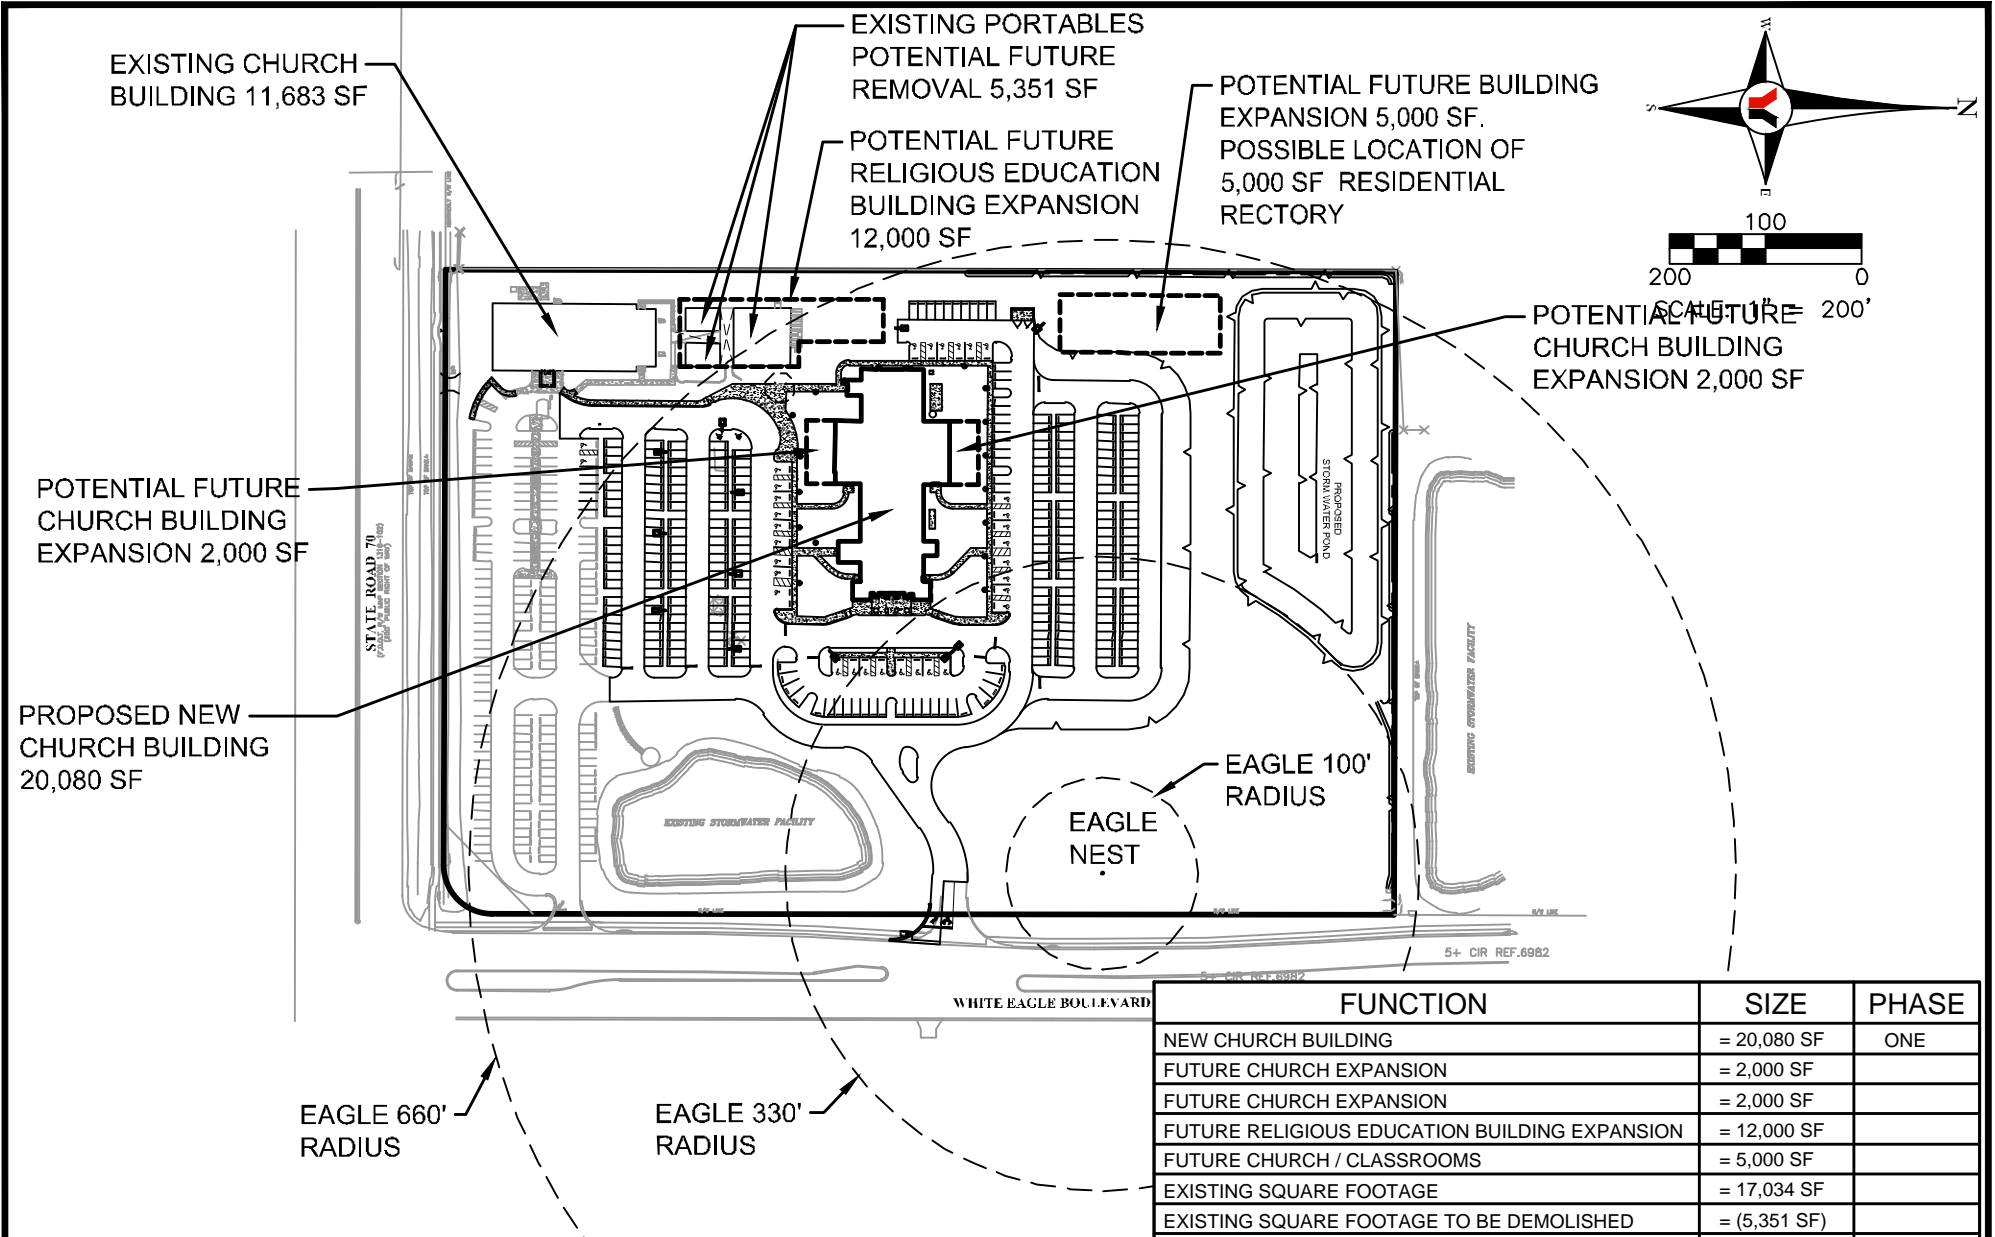 EXISTING CHURCH
BUILDING 11,683 SF
EXISTING PORTABLES
POTENTIAL FUTURE
REMOVAL 5,351 SF
POTENTIAL FUTURE
RELIGIOUS EDUCATION
BUILDING EXPANSION
12,000 SF
POTENTIAL FUTURE BUILDING
EXPANSION 5,000 SF.
POSSIBLE LOCATION OF
5,000 SF RESIDENTIAL
RECTORY
W
S
N
E
100
200 0
SCALE: 1" = 200'
POTENTIAL FUTURE
CHURCH BUILDING
EXPANSION 2,000 SF
POTENTIAL FUTURE
CHURCH BUILDING
EXPANSION 2,000 SF
STATE ROAD 70
PROPOSED
STORM WATER POND
PROPOSED NEW
CHURCH BUILDING
20,080 SF
EXISTING STORMWATER FACILITY
EXISTING STORMWATER FACILITY
EAGLE 100'
RADIUS
EAGLE
NEST
R/W LINE
R/W LINE
R/W LINE
5+ CIR REF.6982
5+ CIR REF.6982
WHITE EAGLE BOULEVARD
EAGLE 660'
RADIUS
EAGLE 330'
RADIUS
FUNCTION SIZE PHASE
NEW CHURCH BUILDING = 20,080 SF ONE
FUTURE CHURCH EXPANSION = 2,000 SF
FUTURE CHURCH EXPANSION = 2,000 SF
FUTURE RELIGIOUS EDUCATION BUILDING EXPANSION = 12,000 SF
FUTURE CHURCH / CLASSROOMS = 5,000 SF
EXISTING SQUARE FOOTAGE = 17,034 SF
EXISTING SQUARE FOOTAGE TO BE DEMOLISHED = (5,351 SF)